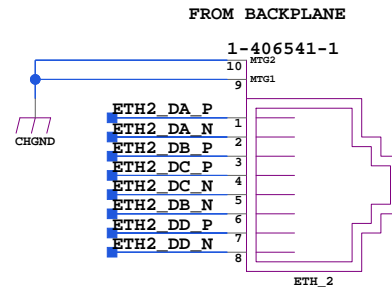 FROM BACKPLANE
1-406541-1
10 MTG2
9 MTG1
CHGND
ETH2_DA_P 1
ETH2_DA_N 2
ETH2_DB_P 3
ETH2_DC_P 4
ETH2_DC_N 5
ETH2_DB_N 6
ETH2_DD_P 7
ETH2_DD_N 8
ETH_2